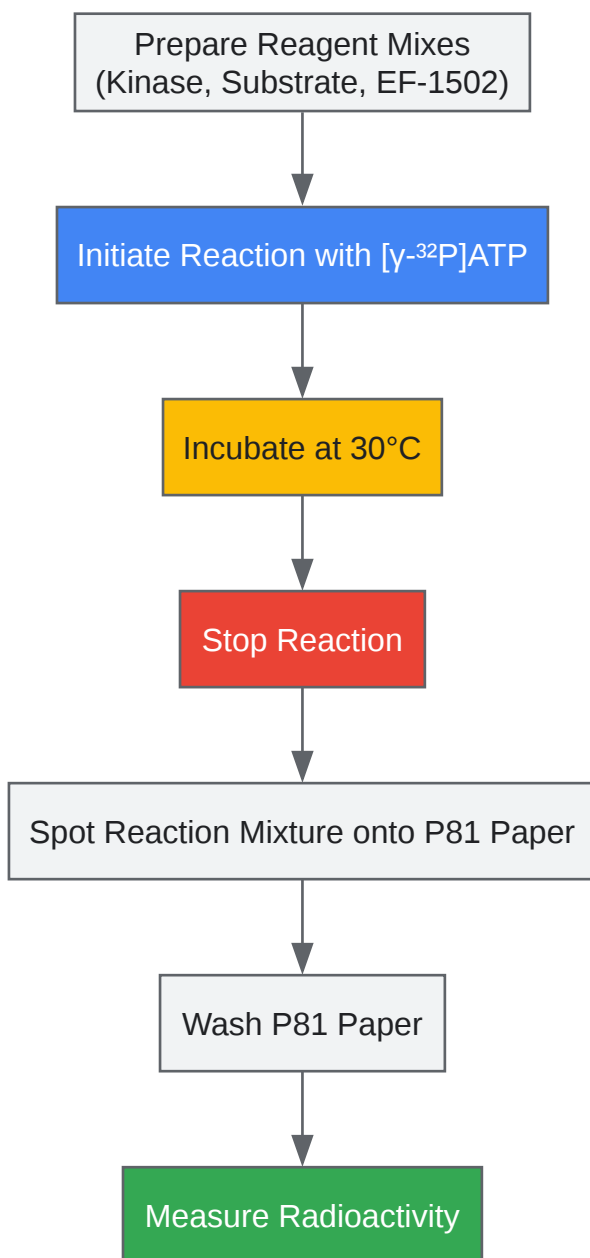 Prepare Reagent Mixes
(Kinase, Substrate, EF-1502)
Initiate Reaction with [γ-³²P]ATP
Incubate at 30°C
Stop Reaction
Spot Reaction Mixture onto P81 Paper
Wash P81 Paper
Measure Radioactivity